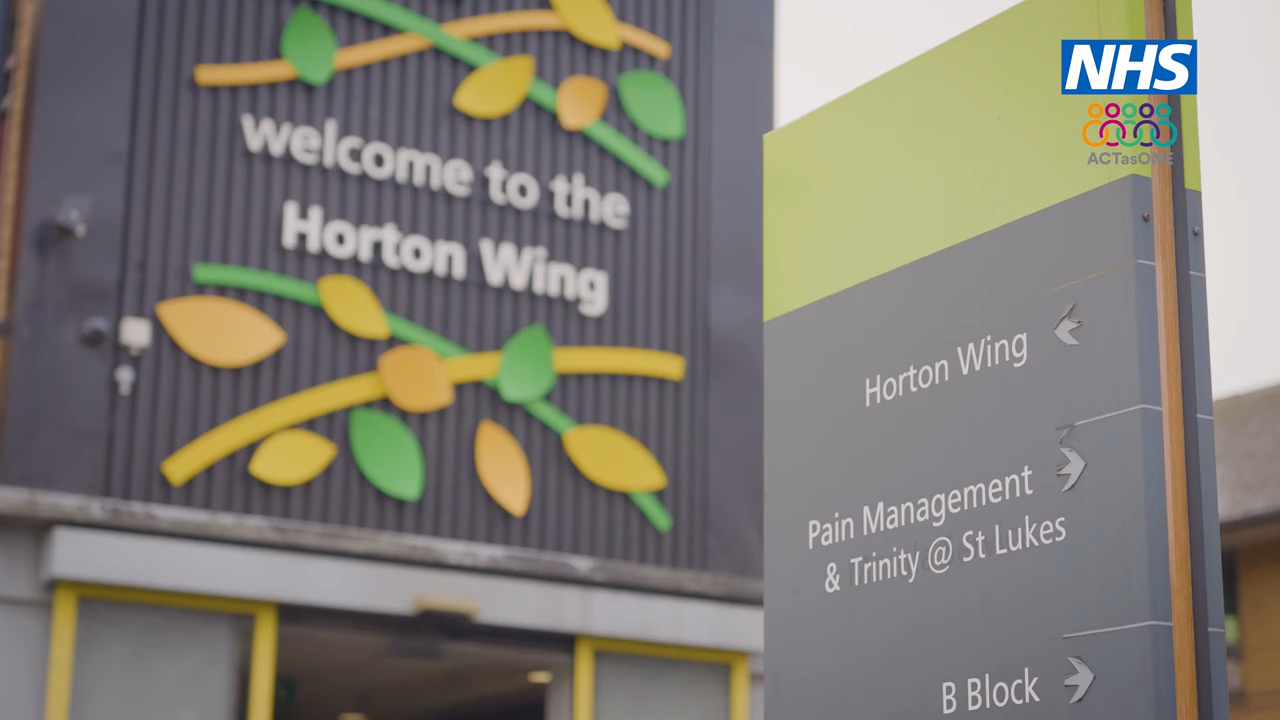 welcome to the
Horton Wing
NHS
ACTasONE
Horton Wing
Pain Management
& Trinity @ St Lukes
B Block